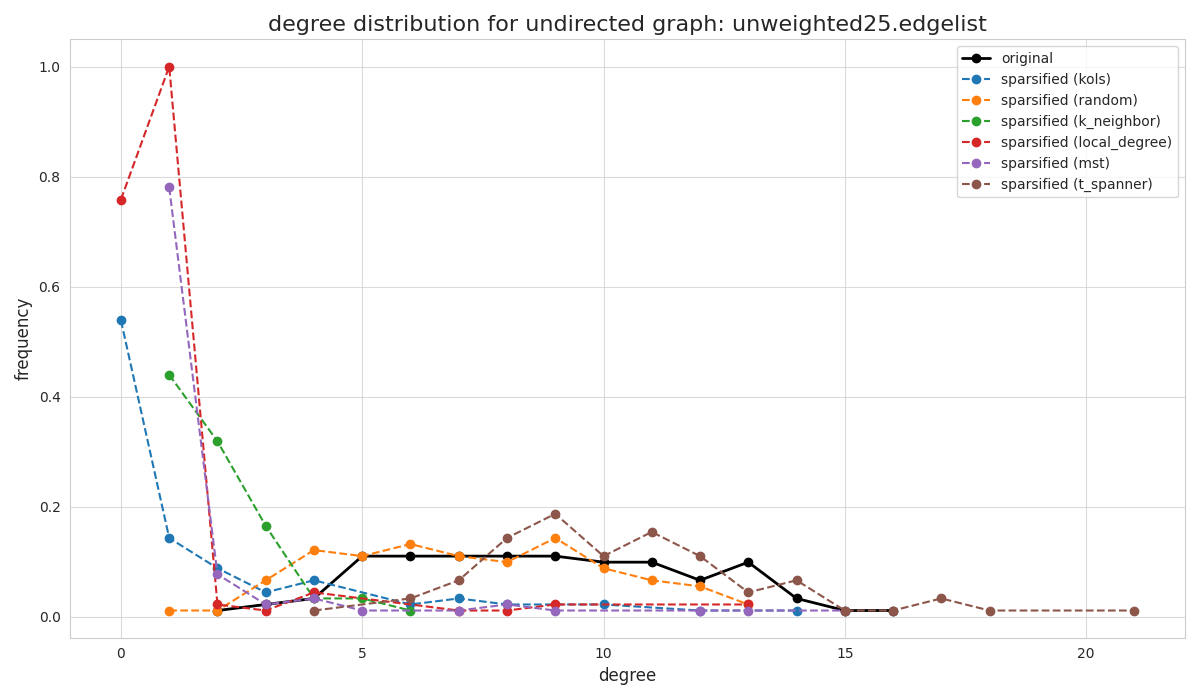 degree distribution for undirected graph: unweighted25.edgelist
original
sparsified (kols)
sparsified (random)
sparsified (k_neighbor)
sparsified (local_degree)
sparsified (mst)
sparsified (t_spanner)
frequency
1.0
0.8
0.6
0.4
0.2
0.0
0 5 10 15 20
degree